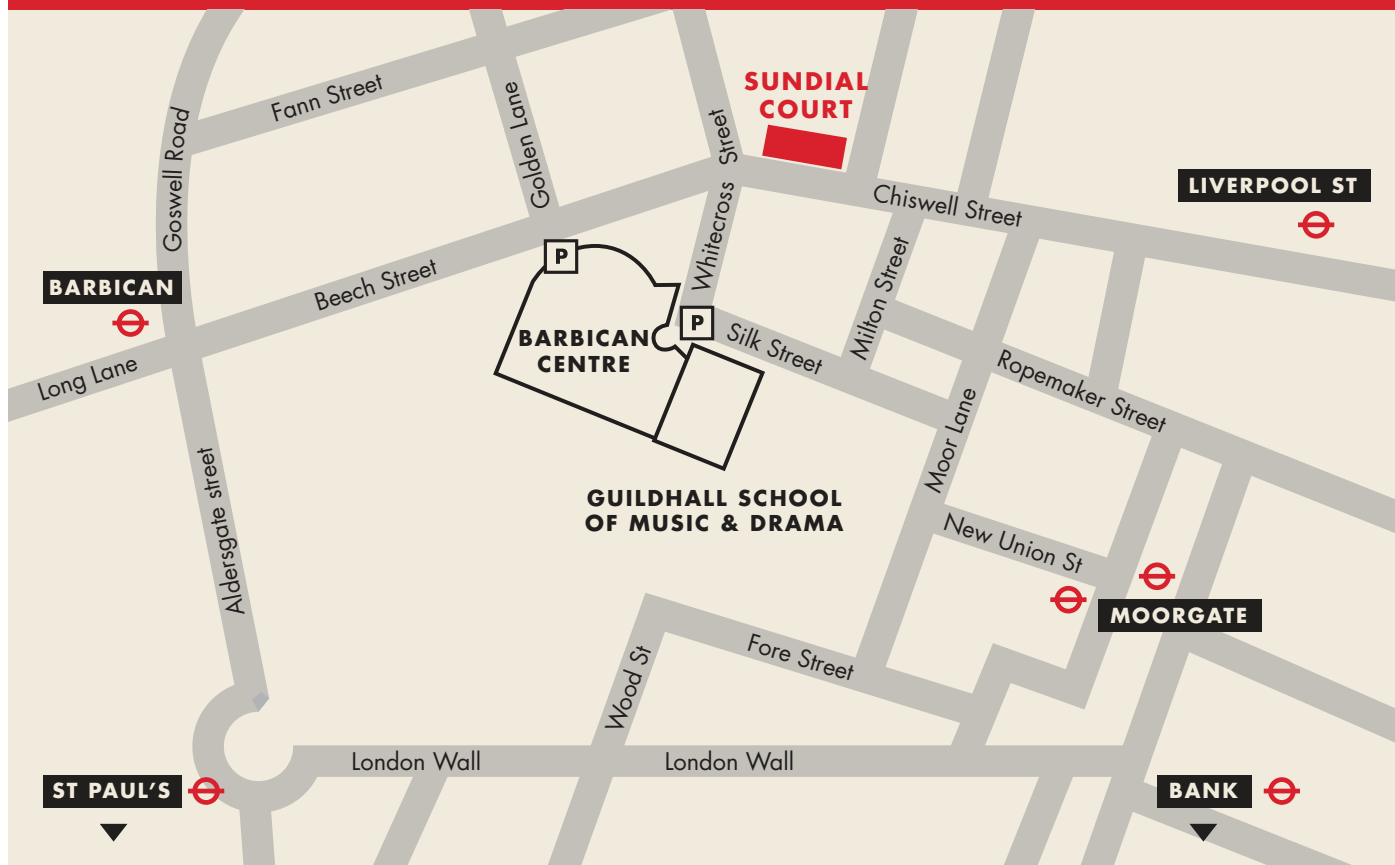 SUNDIAL
COURT
Fann Street
Golden Lane
Goswell Road
Whitecross Street
LIVERPOOL ST
Chiswell Street
BARBICAN
Beech Street
P
Milton Street
P
BARBICAN
CENTRE
Silk Street
Long Lane
Ropemaker Street
Moor Lane
Aldersgate street
GUILDHALL SCHOOL
OF MUSIC & DRAMA
New Union St
MOORGATE
Fore Street
Wood St
London Wall
London Wall
ST PAUL'S
BANK